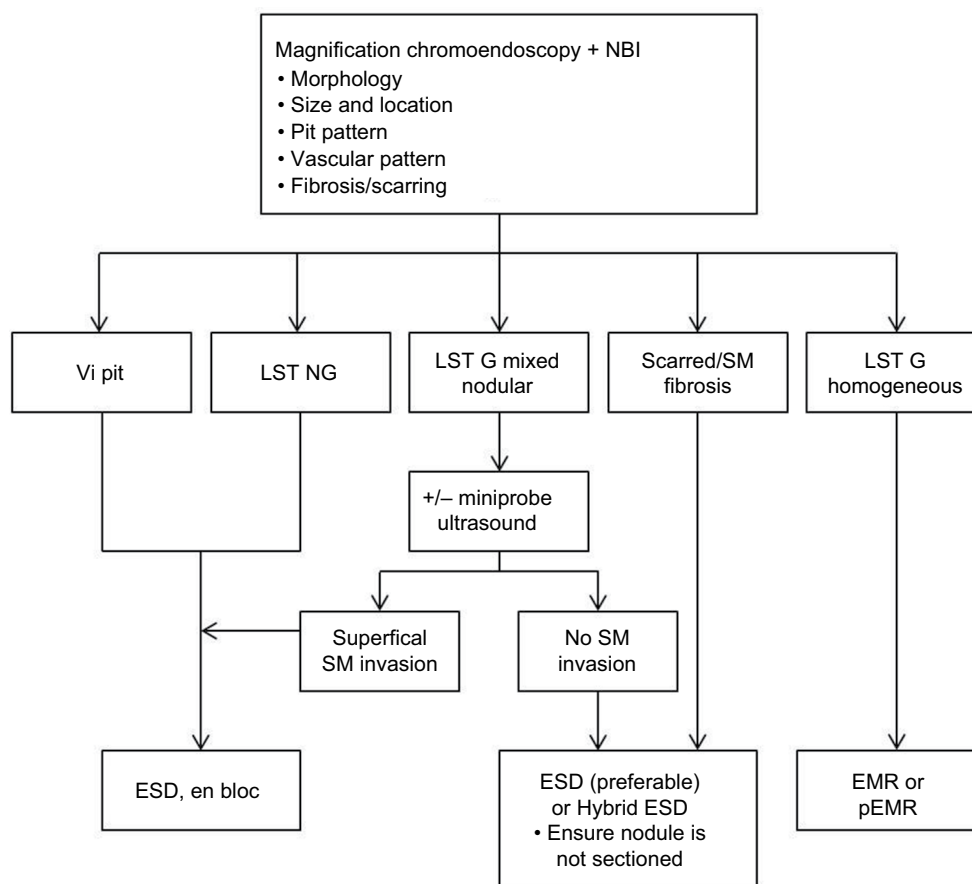 Magnification chromoendoscopy + NBI
• Morphology
• Size and location
• Pit pattern
• Vascular pattern
• Fibrosis/scarring
Vi pit
LST NG
LST G mixed
nodular
Scarred/SM
fibrosis
LST G
homogeneous
+/– miniprobe
ultrasound
Superfical
SM invasion
No SM
invasion
ESD, en bloc
ESD (preferable)
or Hybrid ESD
• Ensure nodule is
not sectioned
EMR or
pEMR